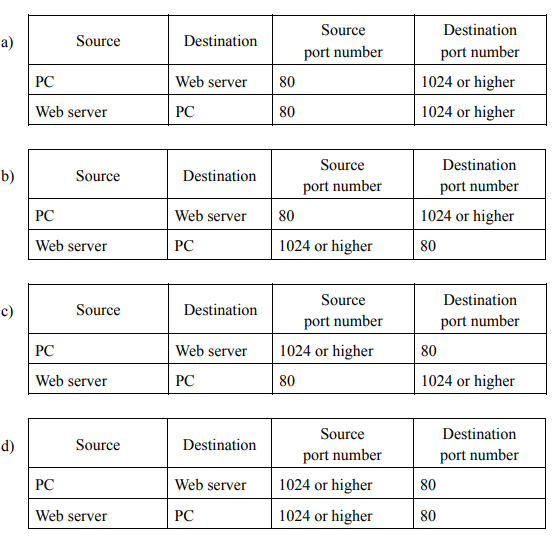 a)
Source Destination Source port number Destination port number
PC Web server 80 1024 or higher
Web server PC 80 1024 or higher
b)
Source Destination Source port number Destination port number
PC Web server 80 1024 or higher
Web server PC 1024 or higher 80
c)
Source Destination Source port number Destination port number
PC Web server 1024 or higher 80
Web server PC 80 1024 or higher
d)
Source Destination Source port number Destination port number
PC Web server 1024 or higher 80
Web server PC 1024 or higher 80